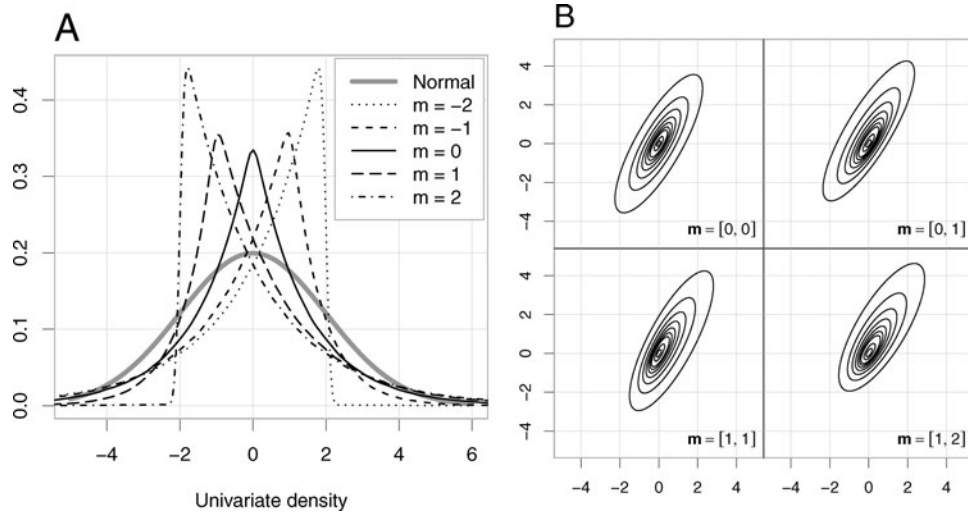 A
Normal
m = −2
m = −1
m = 0
m = 1
m = 2
0.4
0.3
0.2
0.1
0.0
−4 −2 0 2 4 6
Univariate density
B
4
2
0
−2
−4
m = [0, 0]
m = [0, 1]
4
2
0
−2
−4
m = [1, 1]
m = [1, 2]
−4 −2 0 2 4 −4 −2 0 2 4